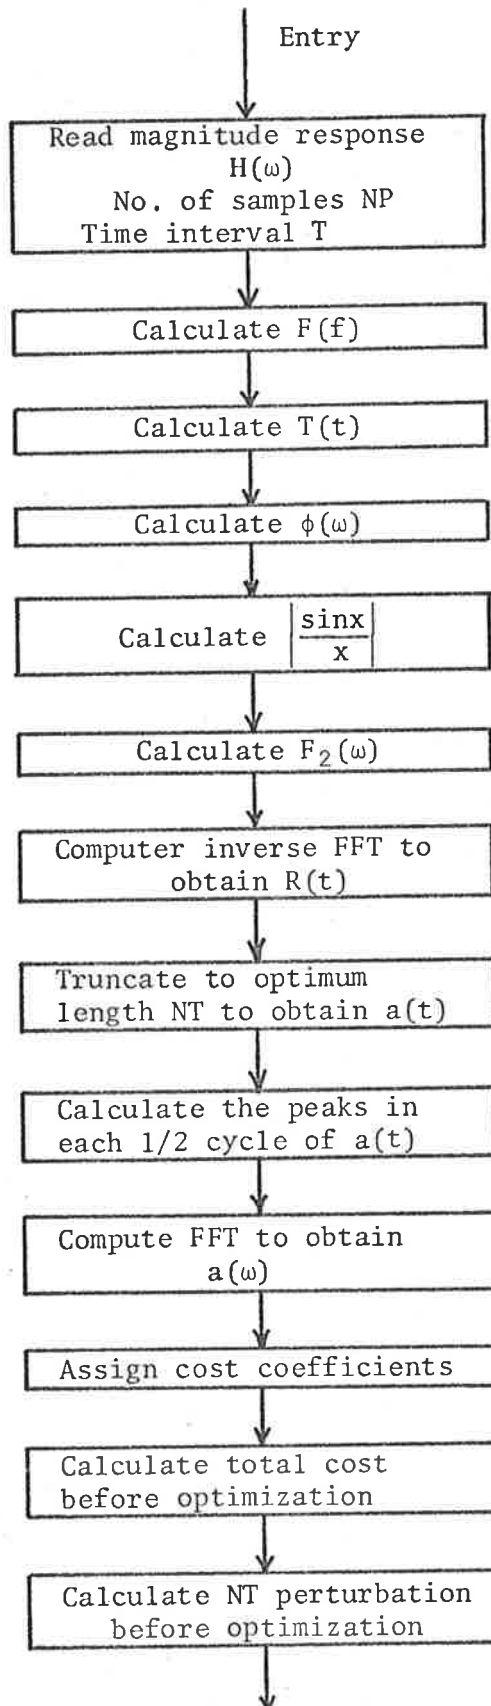 Entry
Read magnitude response
H(ω)
No. of samples NP
Time interval T
Calculate F(f)
Calculate T(t)
Calculate ϕ(ω)
Calculate |sinx/x|
Calculate F₂(ω)
Computer inverse FFT to
obtain R(t)
Truncate to optimum
length NT to obtain a(t)
Calculate the peaks in
each 1/2 cycle of a(t)
Compute FFT to obtain
a(ω)
Assign cost coefficients
Calculate total cost
before optimization
Calculate NT perturbation
before optimization